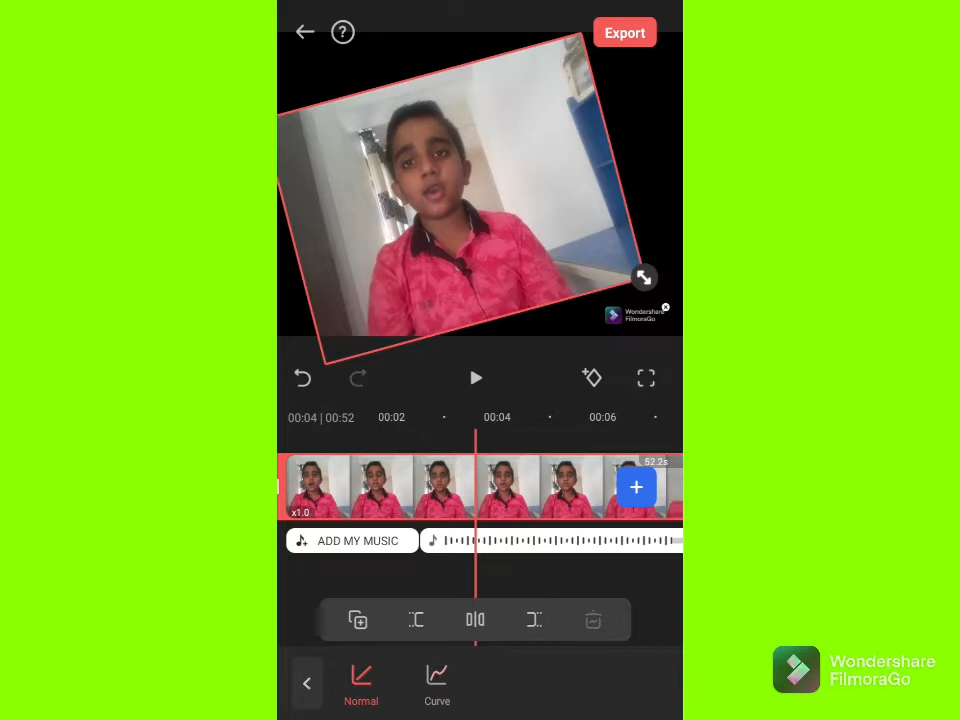 ?
Export
Wondershare
FilmoraGo
00:04 | 00:52
00:02
00:04
00:06
52.2s
x1.0
ADD MY MUSIC
Normal
Curve
Wondershare
FilmoraGo